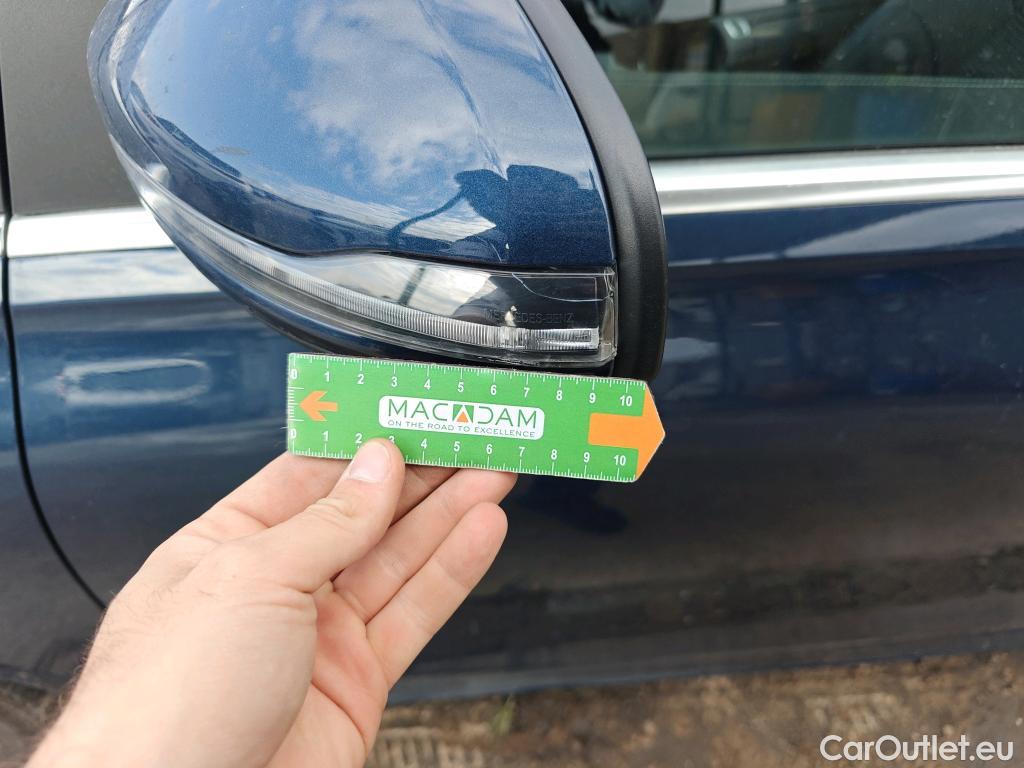 MERCEDES-BENZ
0 1 2 3 4 5 6 7 8 9 10
MACADAM
ON THE ROAD TO EXCELLENCE
0 1 2 3 4 5 6 7 8 9 10
CarOutlet.eu